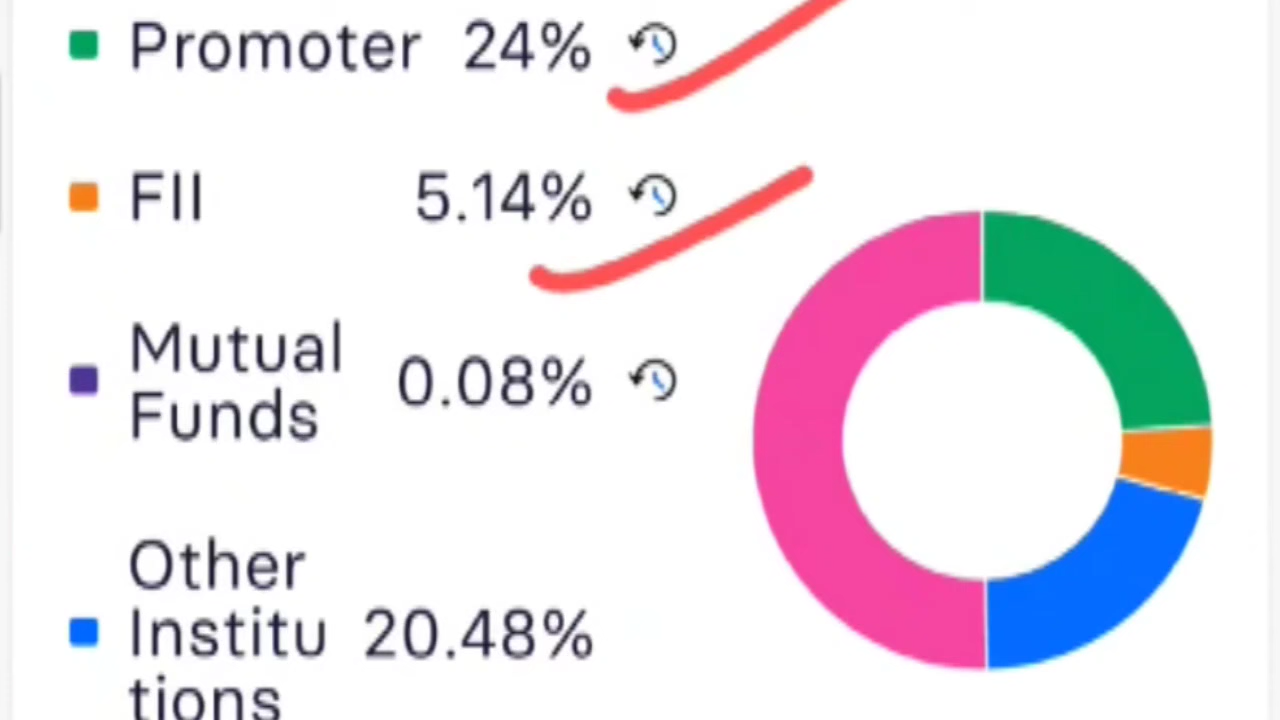 Promoter 24%
FII 5.14%
Mutual
Funds 0.08%
Other
Institu 20.48%
tions